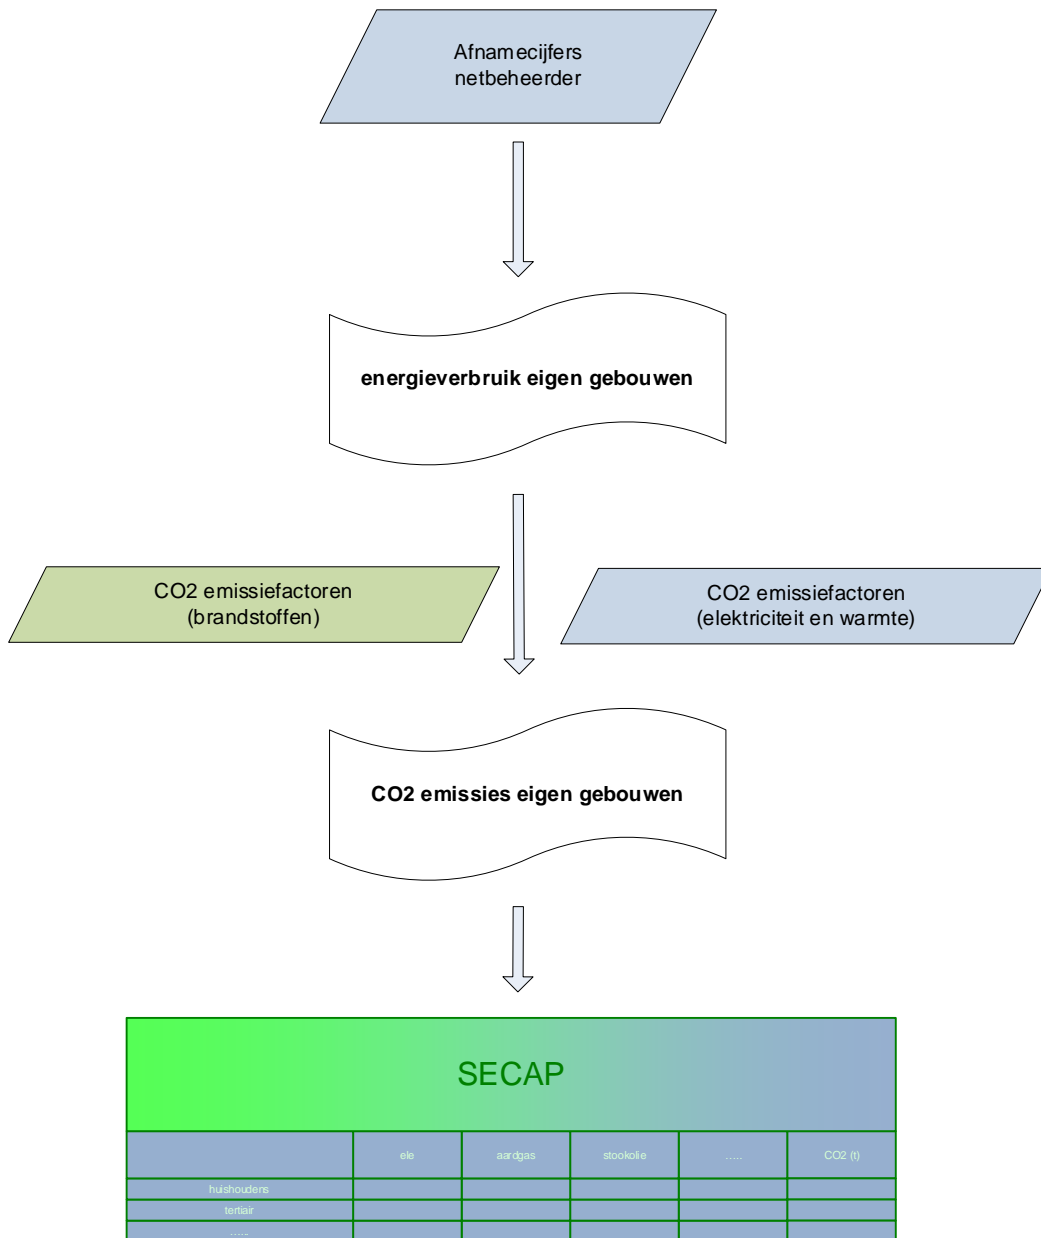 Afnamecijfers
netbeheerder
energieverbruik eigen gebouwen
CO2 emissiefactoren
(brandstoffen)
CO2 emissiefactoren
(elektriciteit en warmte)
CO2 emissies eigen gebouwen
SECAP
ele aardgas stookolie ..... CO2 (t)
huishoudens
tertiair
.....